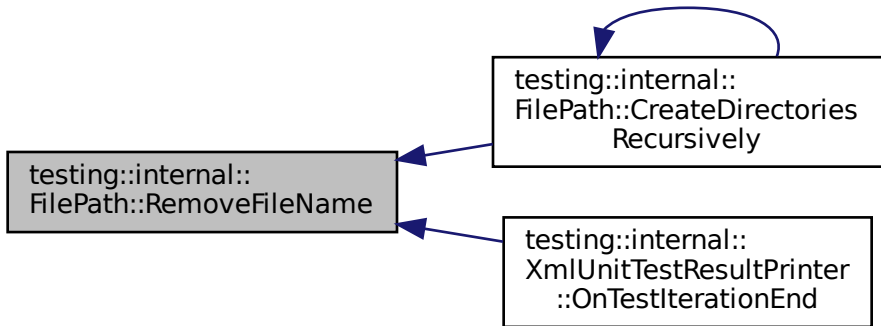 testing::internal::
FilePath::CreateDirectories
Recursively
testing::internal::
FilePath::RemoveFileName
testing::internal::
XmlUnitTestResultPrinter
::OnTestIterationEnd